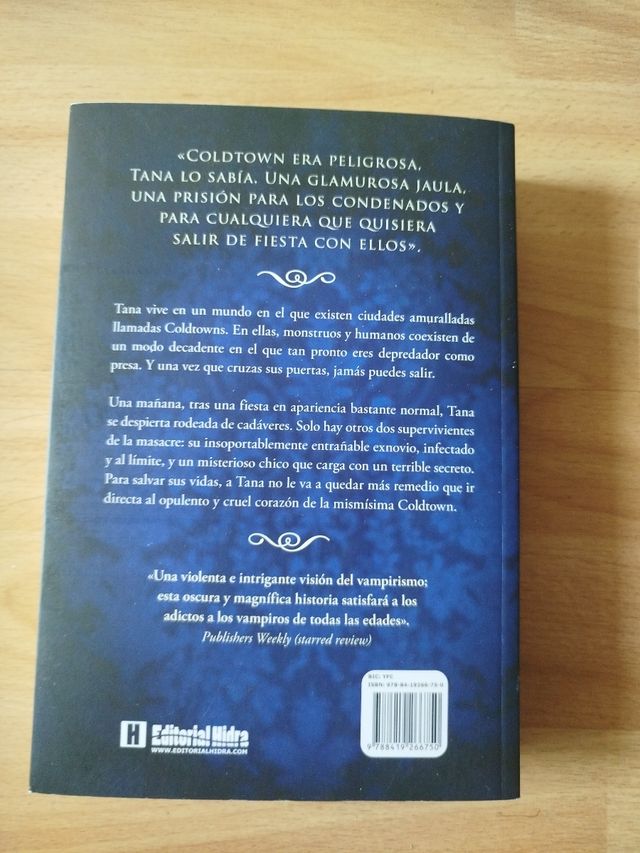 «COLDTOWN ERA PELIGROSA,
TANA LO SABÍA. UNA GLAMUROSA JAULA,
UNA PRISIÓN PARA LOS CONDENADOS Y
PARA CUALQUIERA QUE QUISIERA
SALIR DE FIESTA CON ELLOS».
Tana vive en un mundo en el que existen ciudades amuralladas
llamadas Coldtowns. En ellas, monstruos y humanos coexisten de
un modo decadente en el que tan pronto eres depredador como
presa. Y una vez que cruzas sus puertas, jamás puedes salir.
Una mañana, tras una fiesta en apariencia bastante normal, Tana
se despierta rodeada de cadáveres. Solo hay otros dos supervivientes
de la masacre: su insoportablemente entrañable exnovio, infectado
y al límite, y un misterioso chico que carga con un terrible secreto.
Para salvar sus vidas, a Tana no le va a quedar más remedio que ir
directa al opulento y cruel corazón de la mismísima Coldtown.
«Una violenta e intrigante visión del vampirismo;
esta oscura y magnífica historia satisfará a los
adictos a los vampiros de todas las edades».
Publishers Weekly (starred review)
BIC: YFC
ISBN: 978-84-19266-75-0
9 788419 266750
H Editorial Hidra
WWW.EDITORIALHIDRA.COM